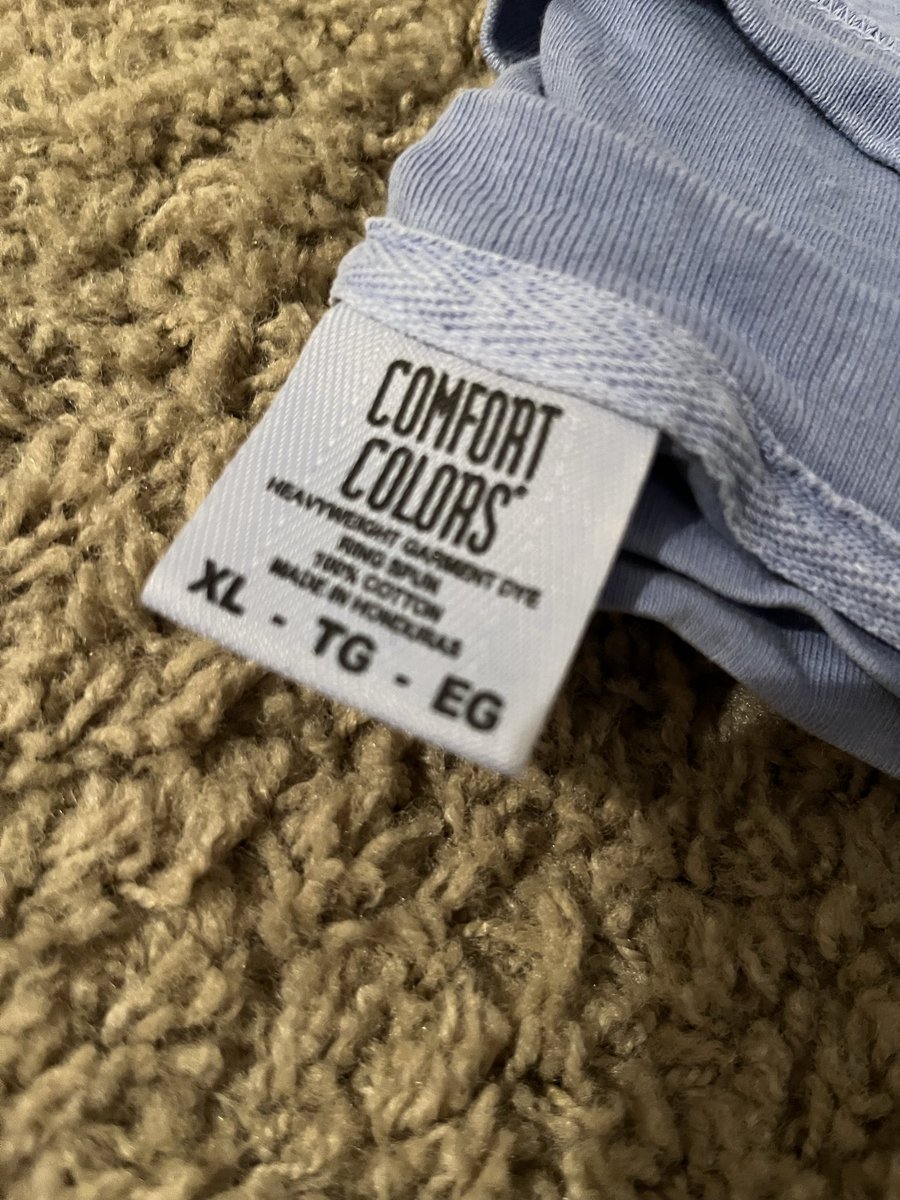 COMFORT
COLORS®
HEAVYWEIGHT GARMENT DYE
RING SPUN
100% COTTON
MADE IN HONDURAS
XL - TG - EG